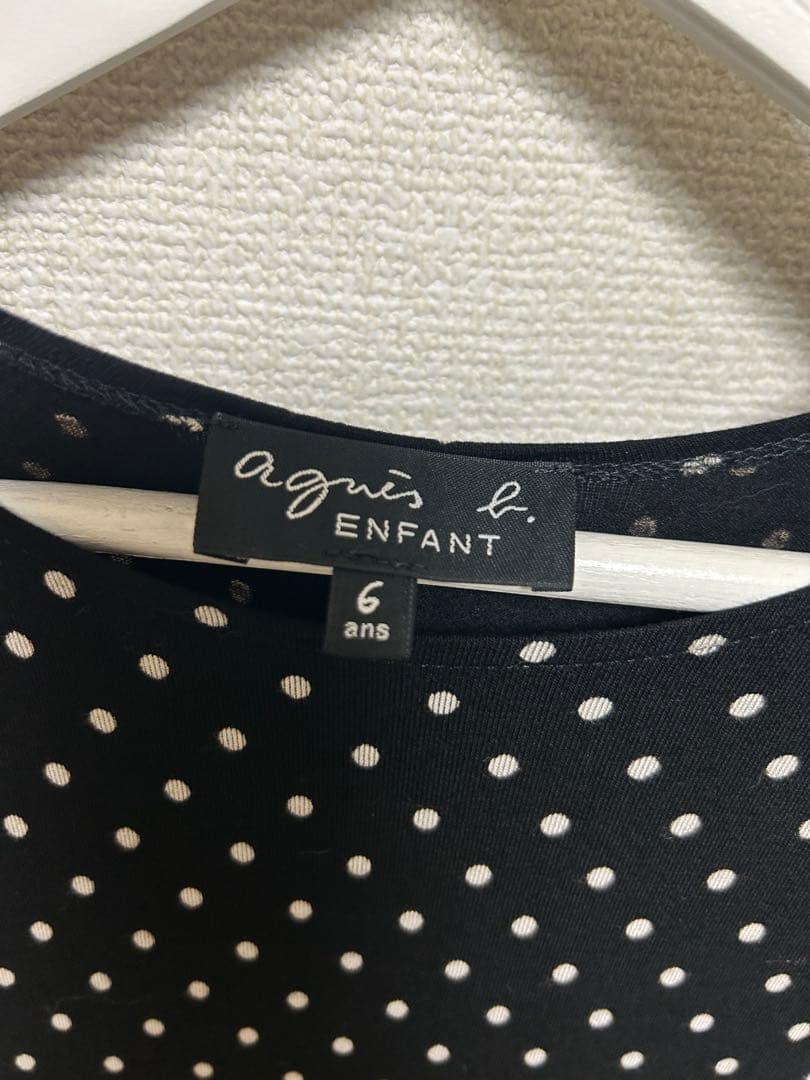 agnès b.
ENFANT
6
ans